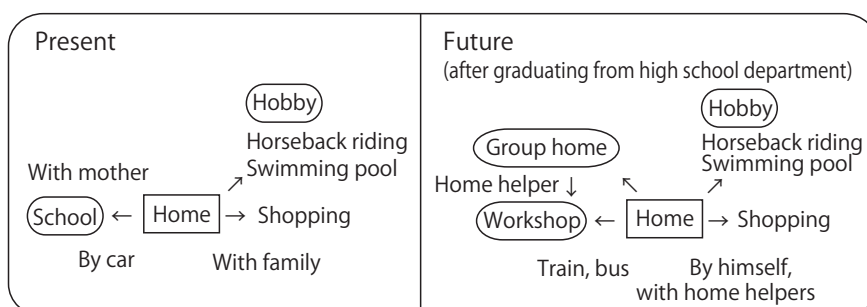 Present
Hobby
Horseback riding
Swimming pool
With mother
School ← Home → Shopping
By car
With family
Future
(after graduating from high school department)
Hobby
Horseback riding
Swimming pool
Group home
Home helper ↓
Workshop ← Home → Shopping
Train, bus
By himself,
with home helpers